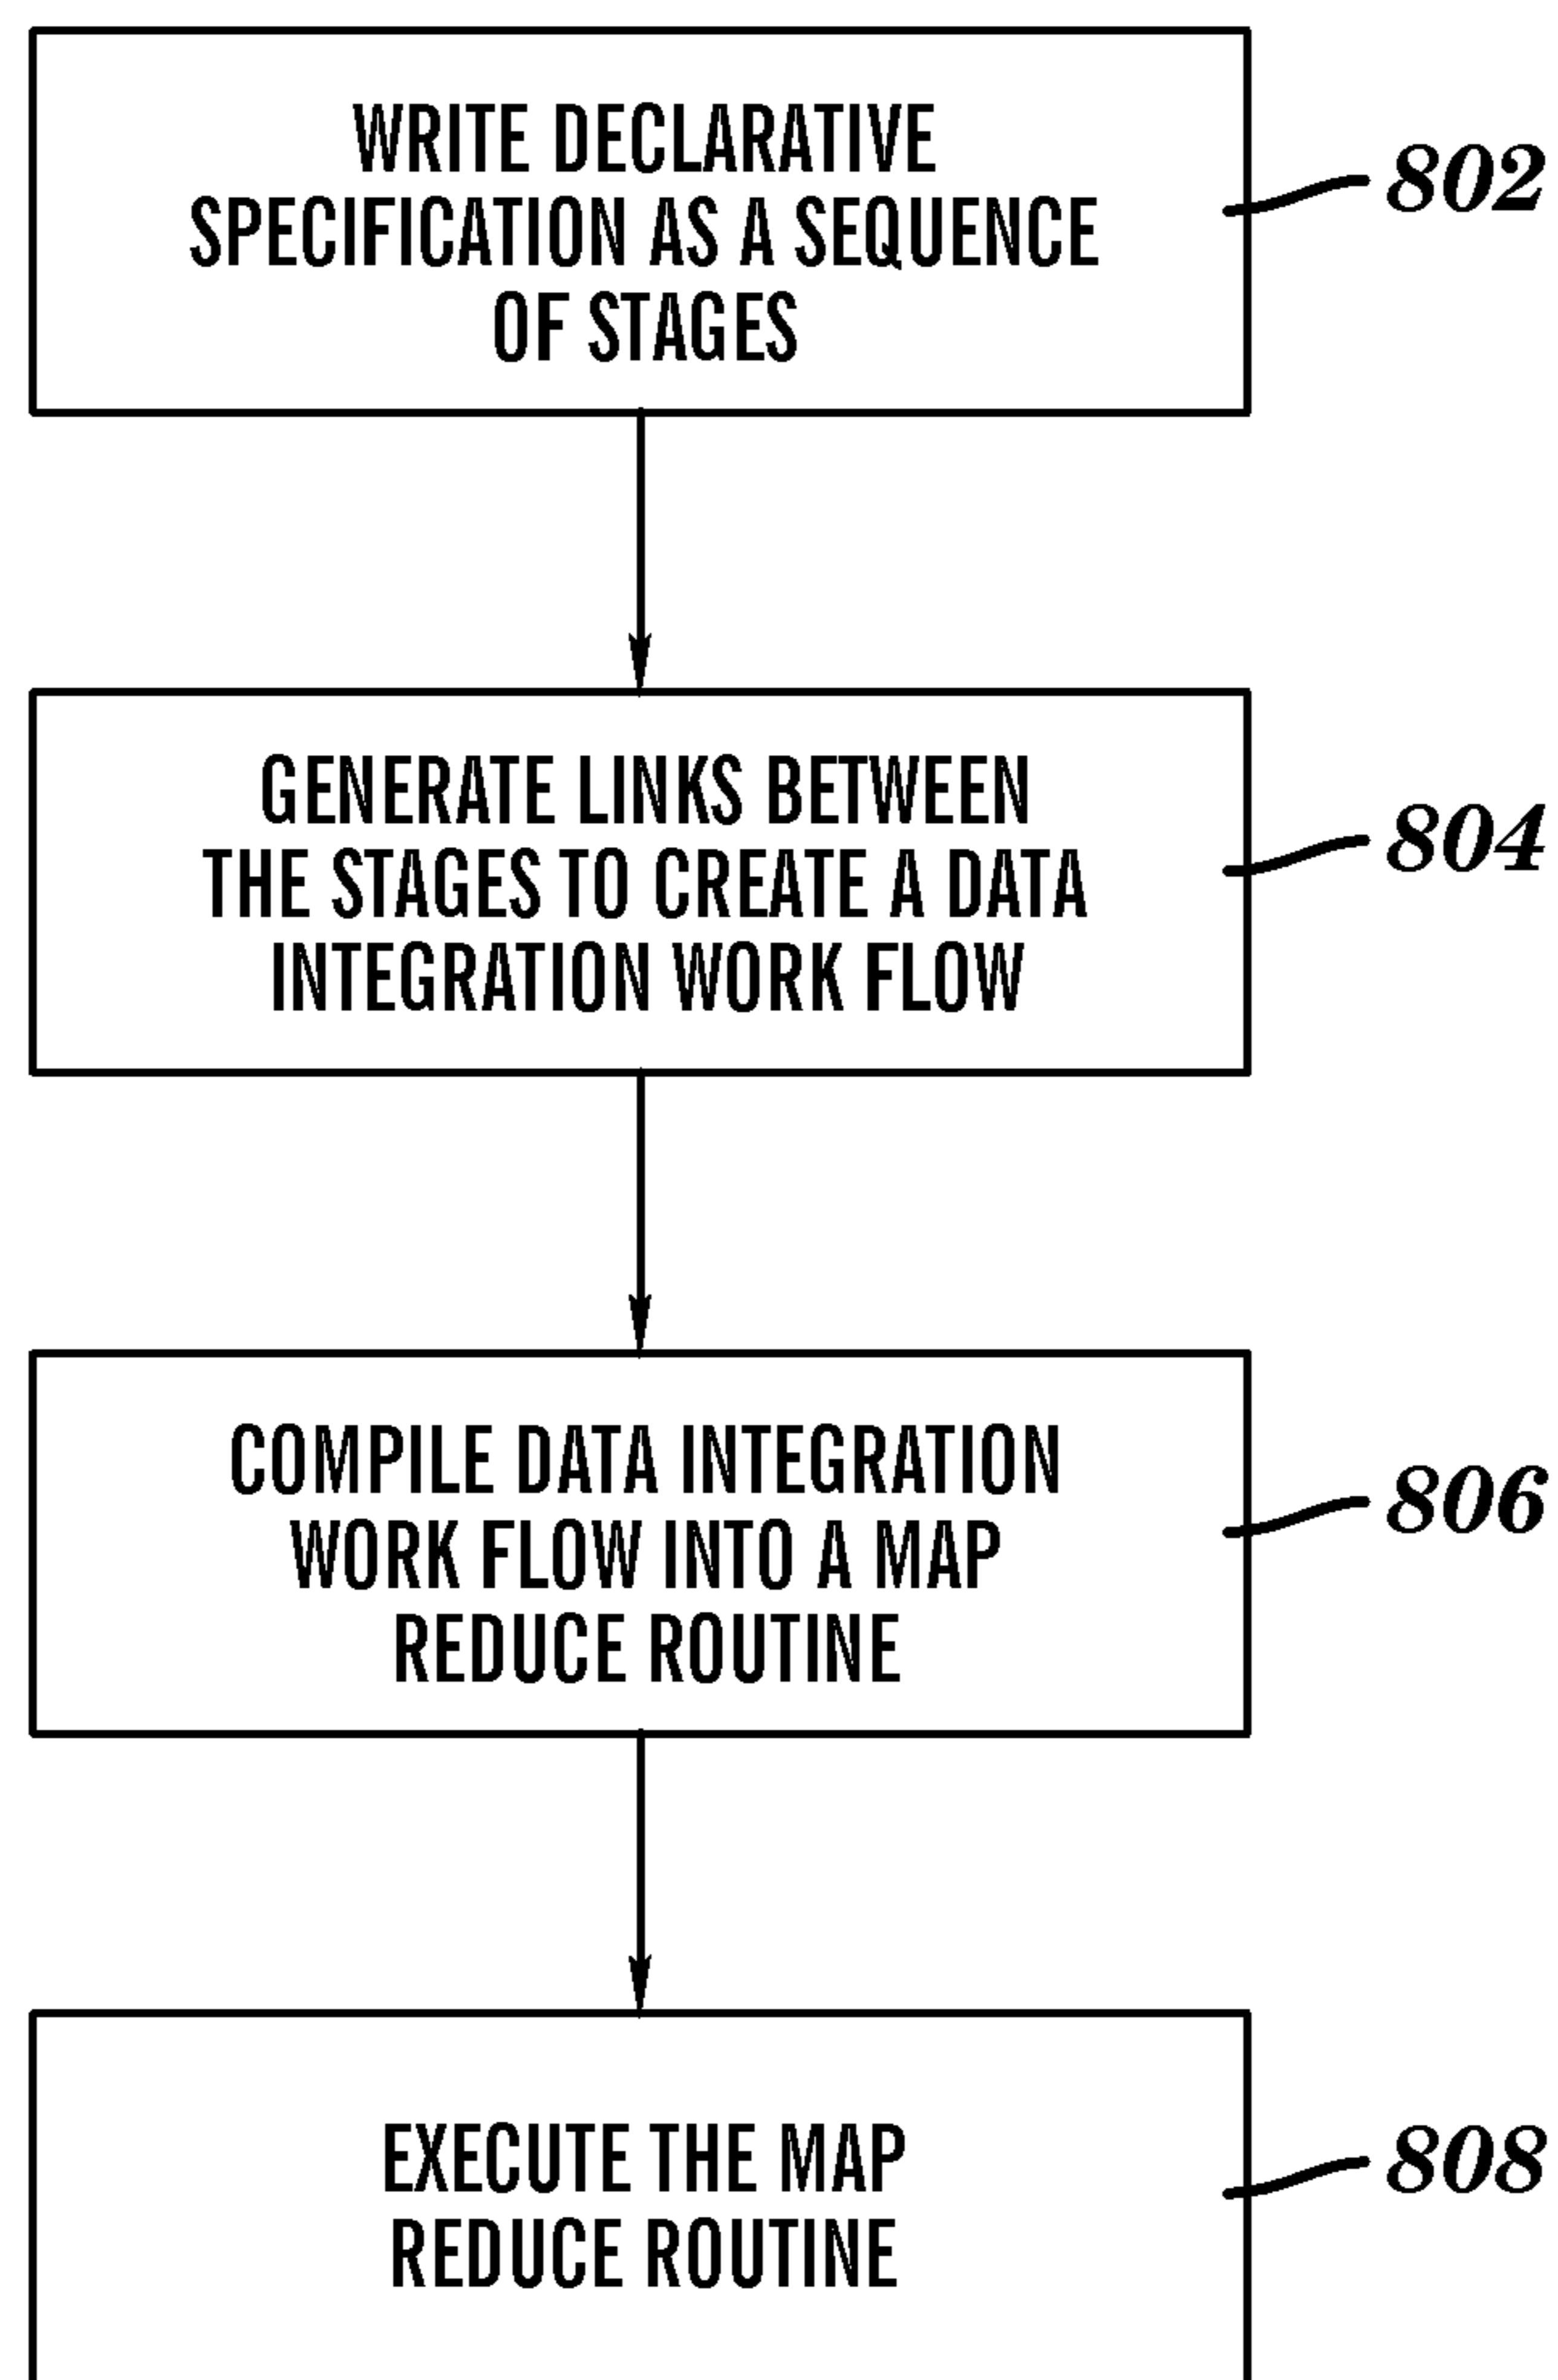 WRITE DECLARATIVE
SPECIFICATION AS A SEQUENCE
OF STAGES
802
GENERATE LINKS BETWEEN
THE STAGES TO CREATE A DATA
INTEGRATION WORK FLOW
804
COMPILE DATA INTEGRATION
WORK FLOW INTO A MAP
REDUCE ROUTINE
806
EXECUTE THE MAP
REDUCE ROUTINE
808